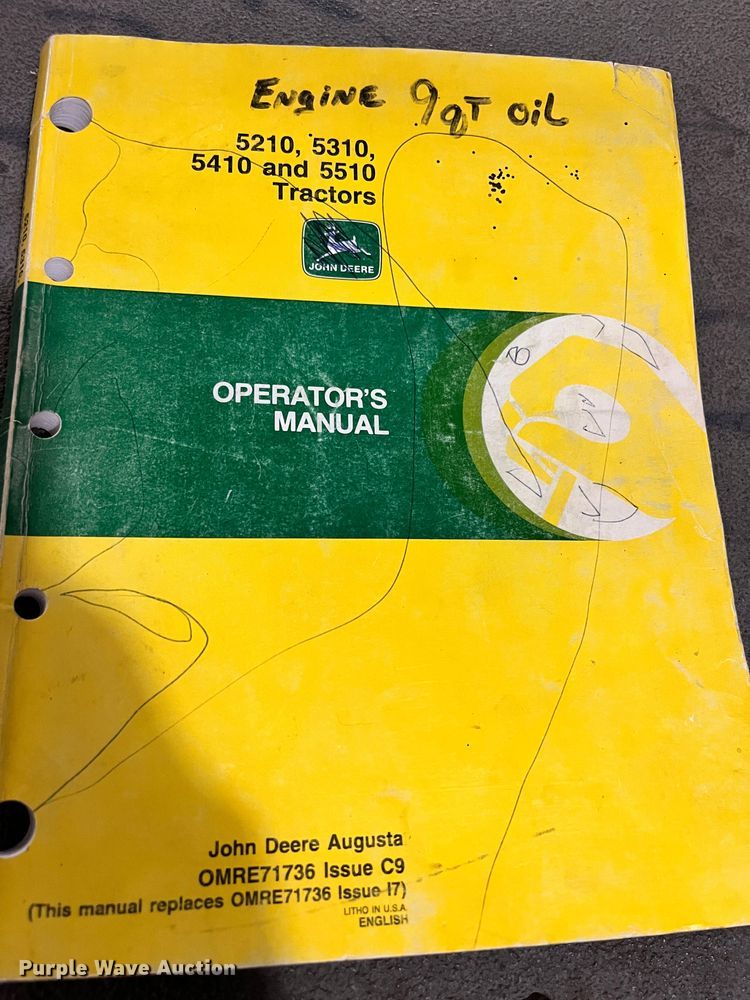 ENGINE 9qT OiL
5210, 5310,
5410 and 5510
Tractors
JOHN DEERE
OPERATOR'S
MANUAL
John Deere Augusta
OMRE71736 Issue C9
(This manual replaces OMRE71736 Issue I7)
LITHO IN U.S.A.
ENGLISH
Purple Wave Auction